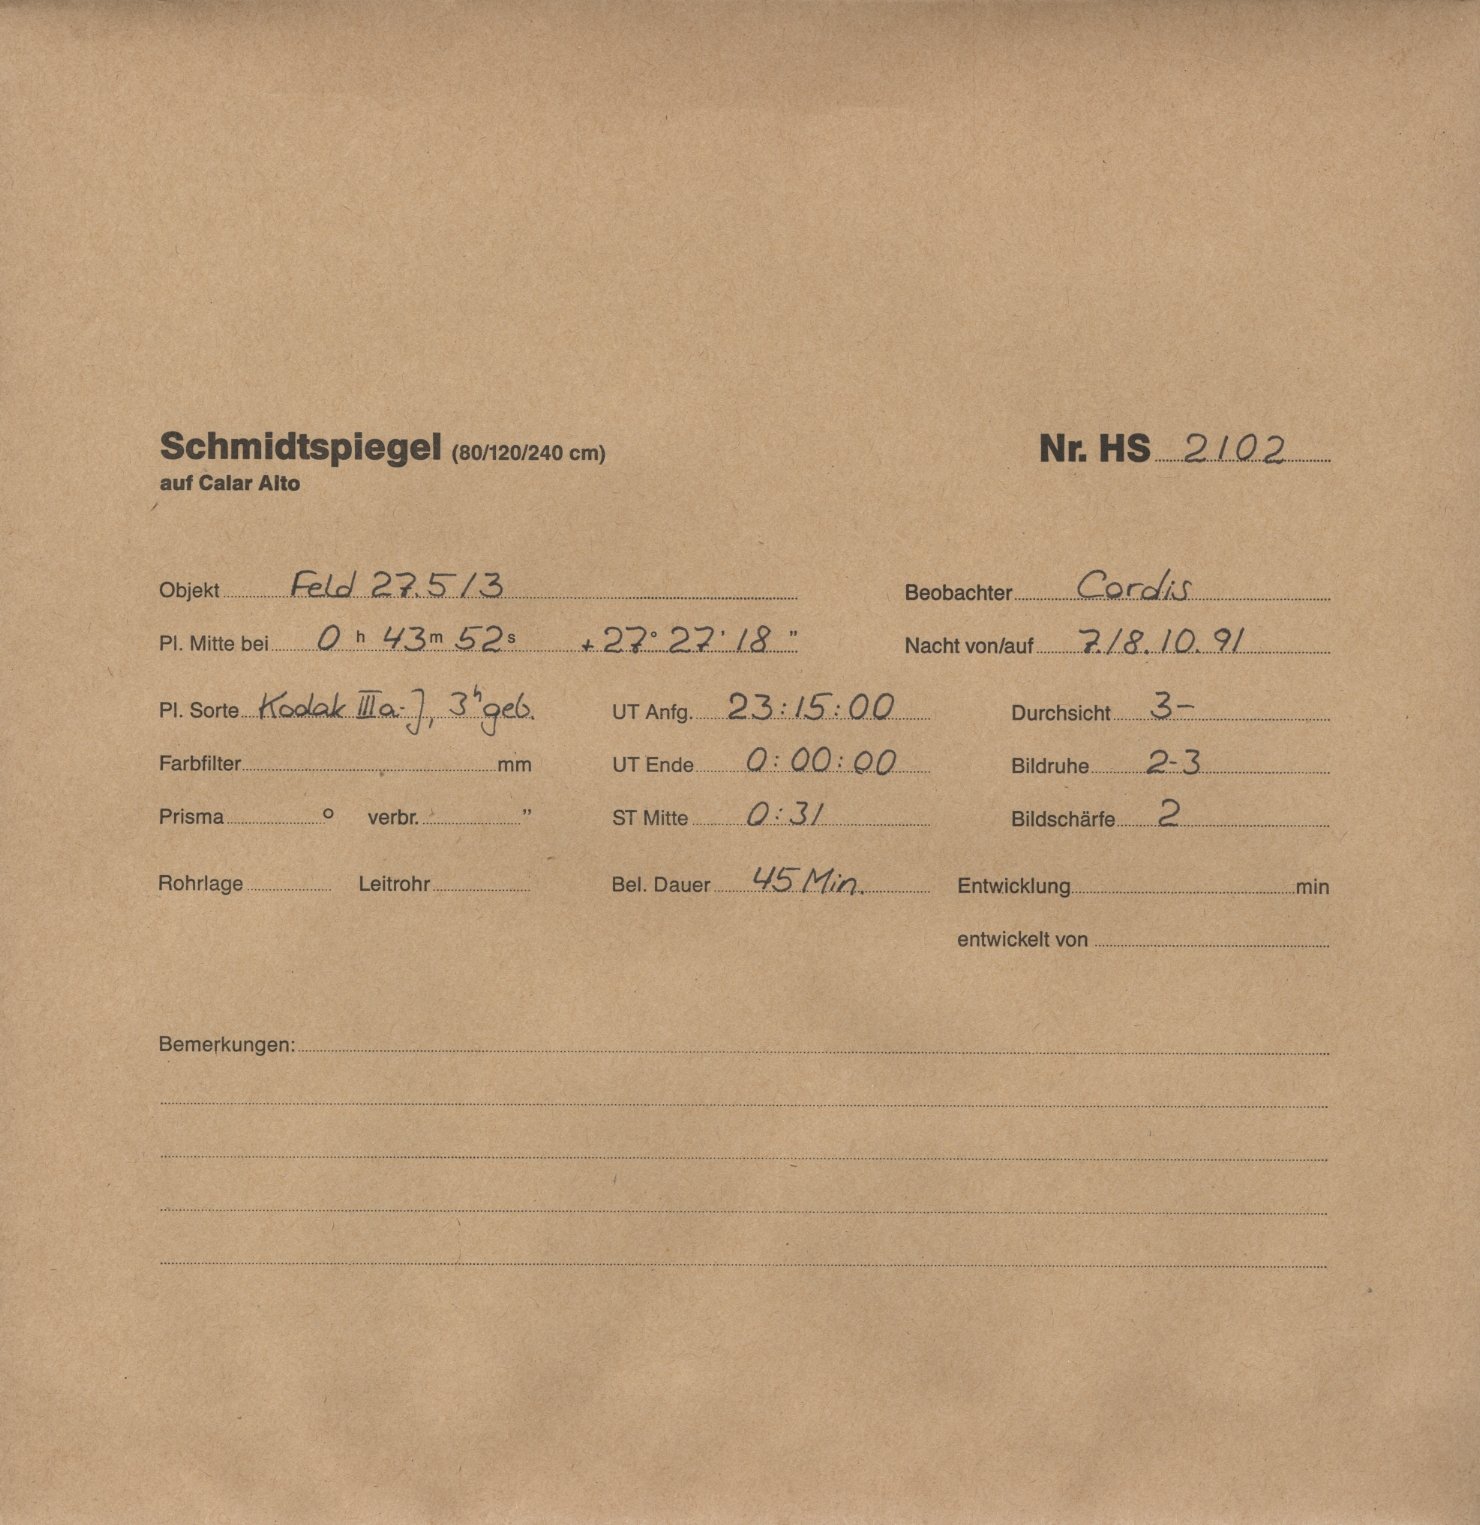 Schmidtspiegel (80/120/240 cm) Nr. HS 2102
auf Calar Alto
Objekt Feld 27.5/3 Beobachter Cordis
Pl. Mitte bei 0 h 43 m 52 s +27° 27' 18" Nacht von/auf 7./8.10.91
Pl. Sorte Kodak IIIa-J, 3h geb. UT Anfg. 23:15:00 Durchsicht 3-
Farbfilter mm UT Ende 0:00:00 Bildruhe 2-3
Prisma ° verbr. " ST Mitte 0:31 Bildschärfe 2
Rohrlage Leitrohr Bel. Dauer 45 Min. Entwicklung min
entwickelt von
Bemerkungen: